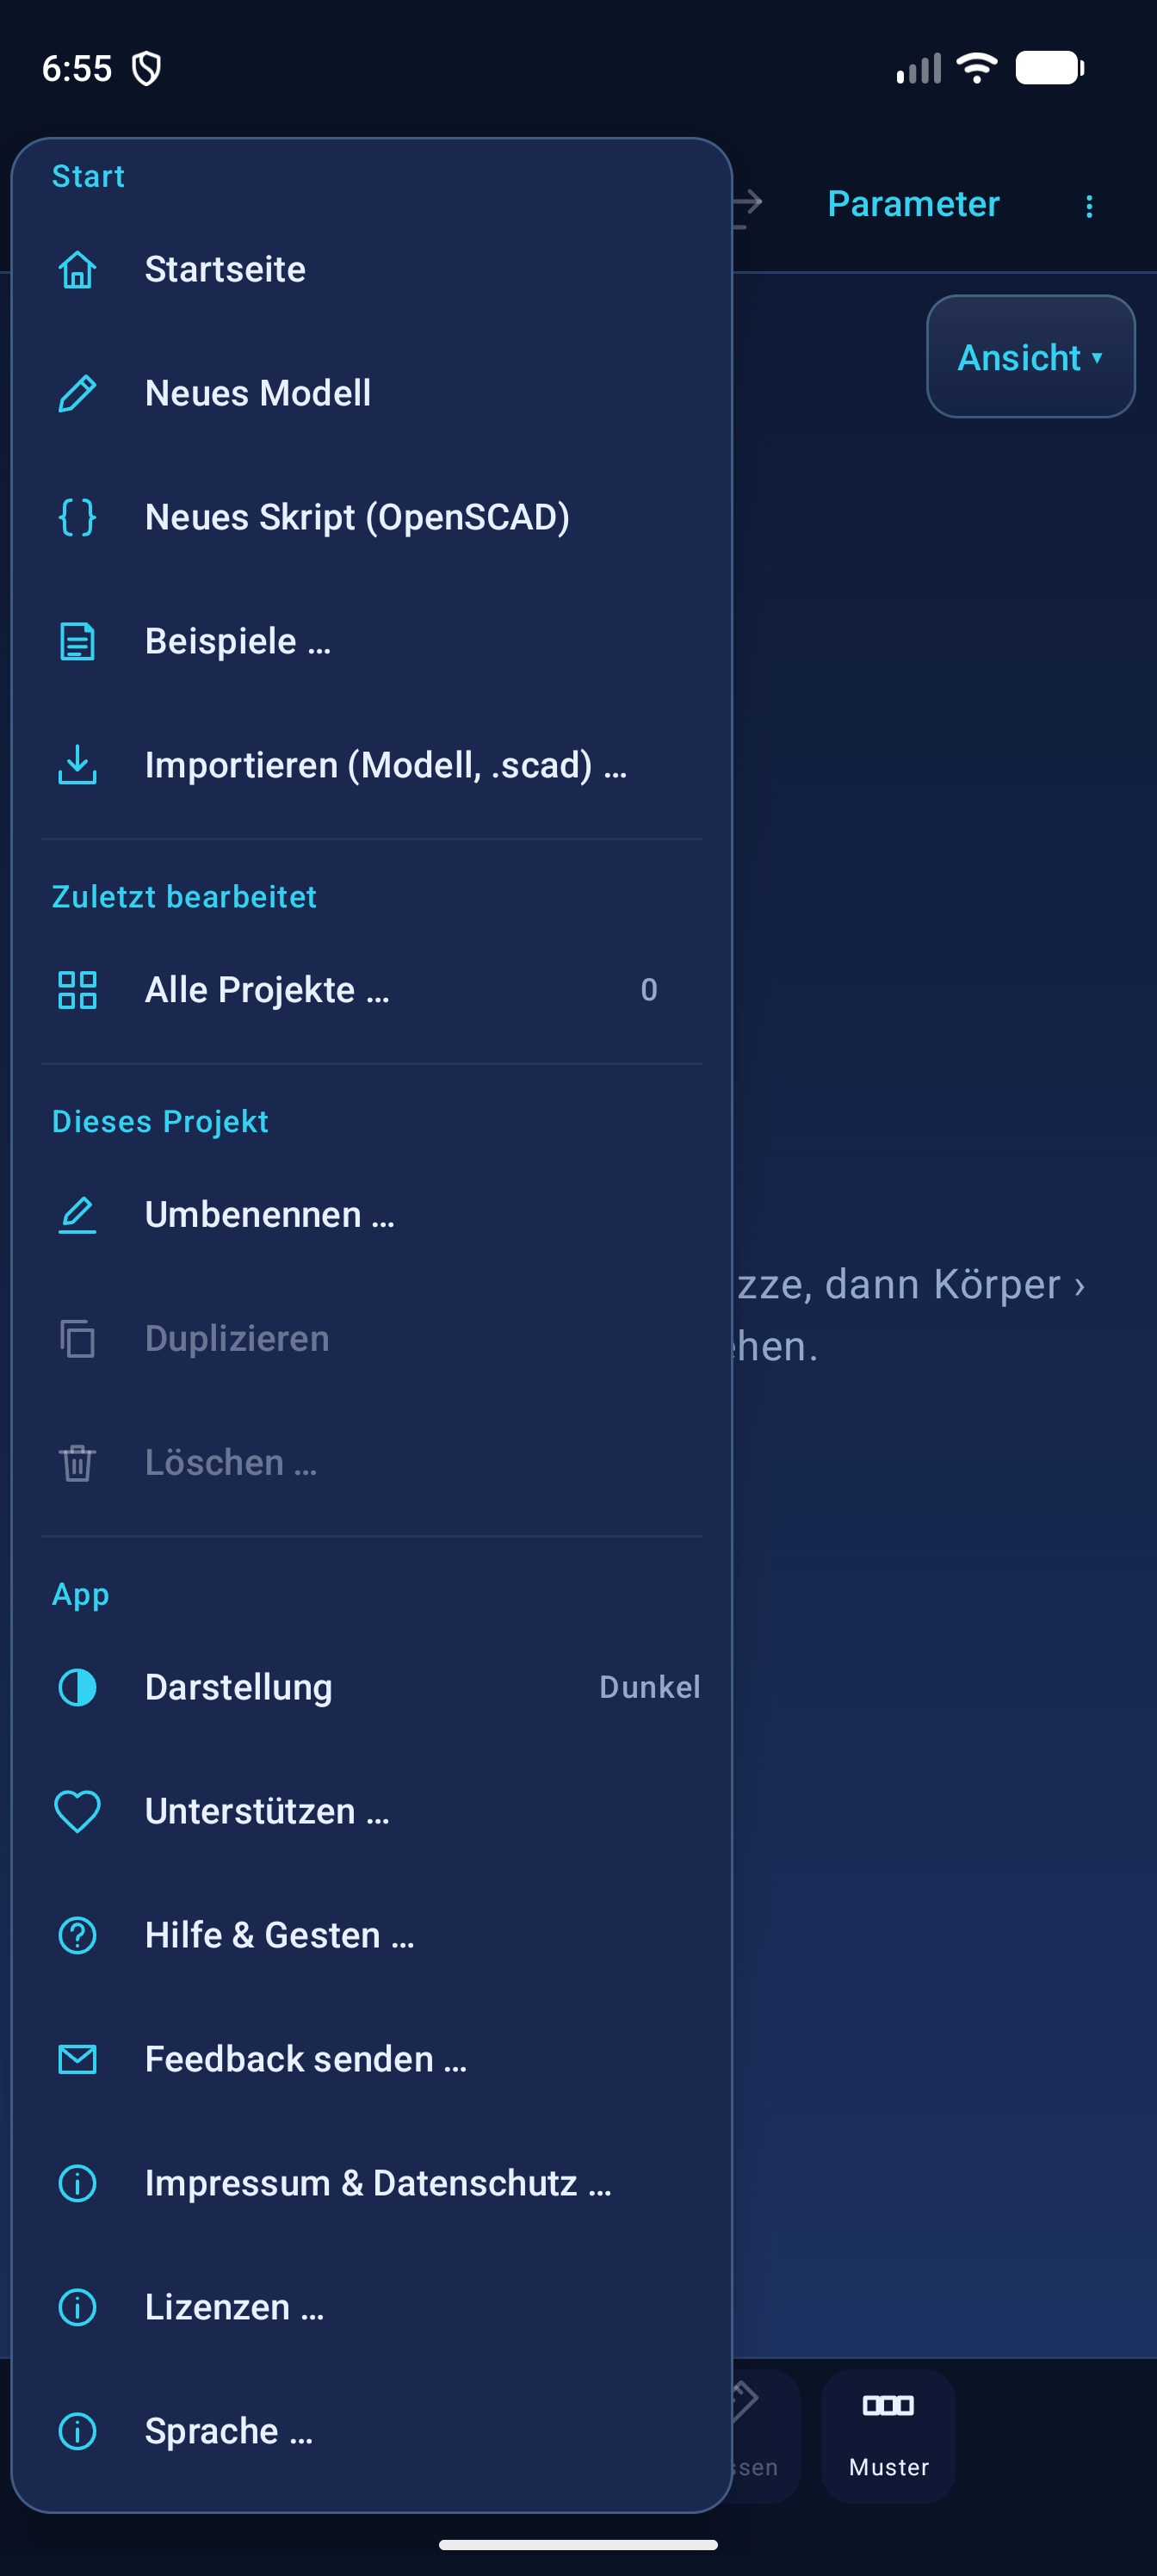 6:55
Start
Startseite
Neues Modell
Neues Skript (OpenSCAD)
Beispiele ...
Importieren (Modell, .scad) ...
Zuletzt bearbeitet
Alle Projekte ... 0
Dieses Projekt
Umbenennen ...
Duplizieren
Löschen ...
App
Darstellung Dunkel
Unterstützen ...
Hilfe & Gesten ...
Feedback senden ...
Impressum & Datenschutz ...
Lizenzen ...
Sprache ...
Parameter
Ansicht ▾
zze, dann Körper ›
ehen.
ssen
Muster